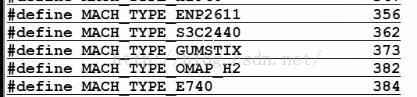 #define MACH_TYPE_ENP2611 356
#define MACH_TYPE_S3C2440 362
#define MACH_TYPE_GUMSTIX 373
#define MACH_TYPE_OMAP_H2 382
#define MACH_TYPE_E740 384